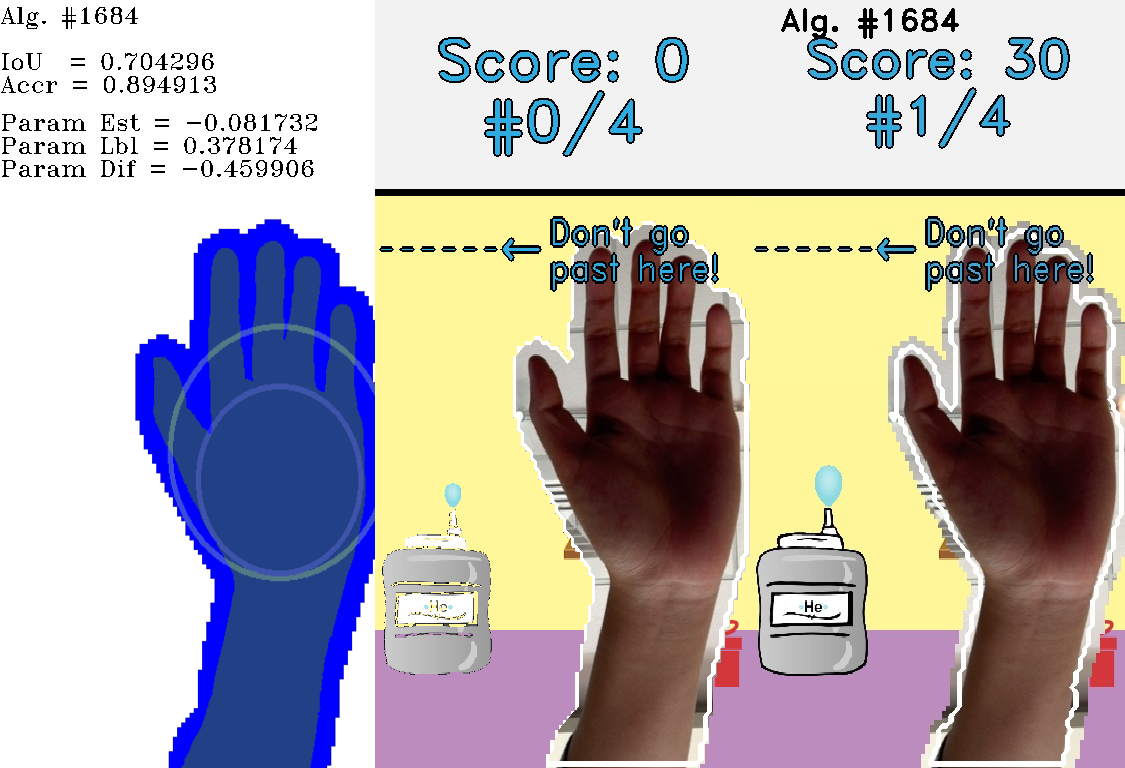 Alg. #1684
IoU = 0.704296
Accr = 0.894913
Param Est = −0.081732
Param Lbl = 0.378174
Param Dif = −0.459906
Score: 0
#0/4
Don't go
past here!
He
Alg. #1684
Score: 30
#1/4
Don't go
past here!
He